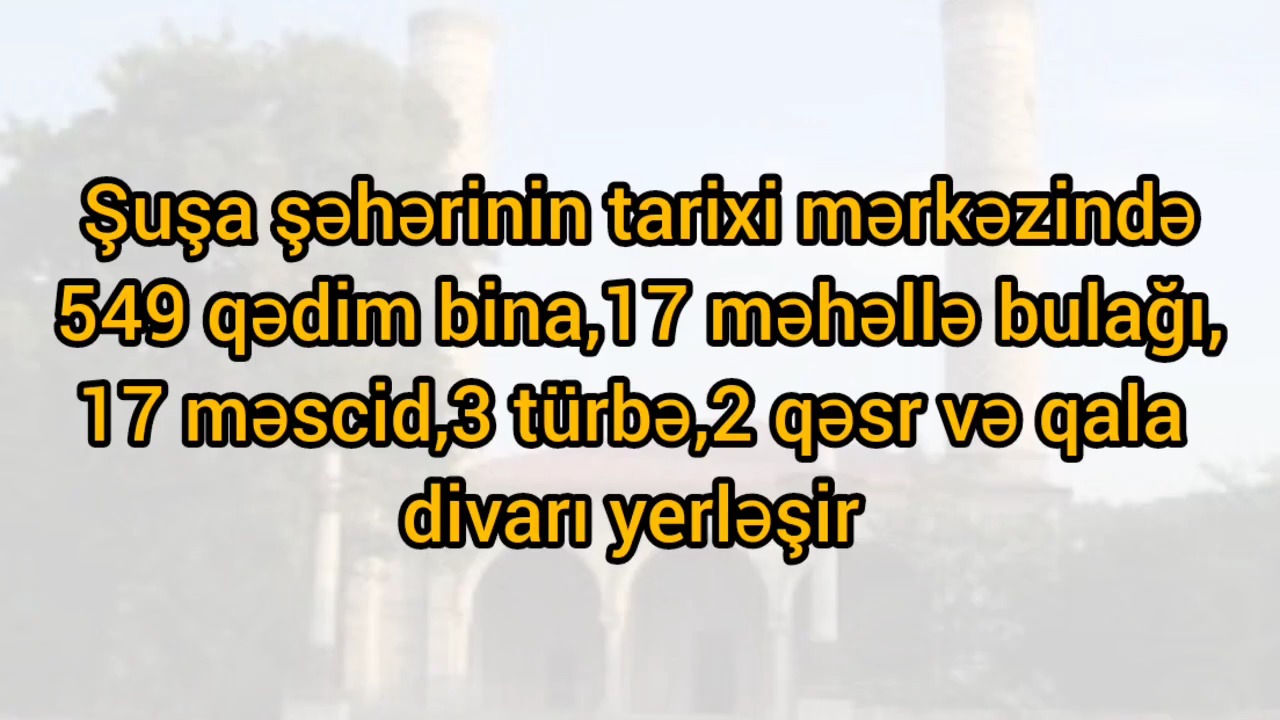 Şuşa şəhərinin tarixi mərkəzində
549 qədim bina,17 məhəllə bulağı,
17 məscid,3 türbə,2 qəsr və qala
divarı yerləşir